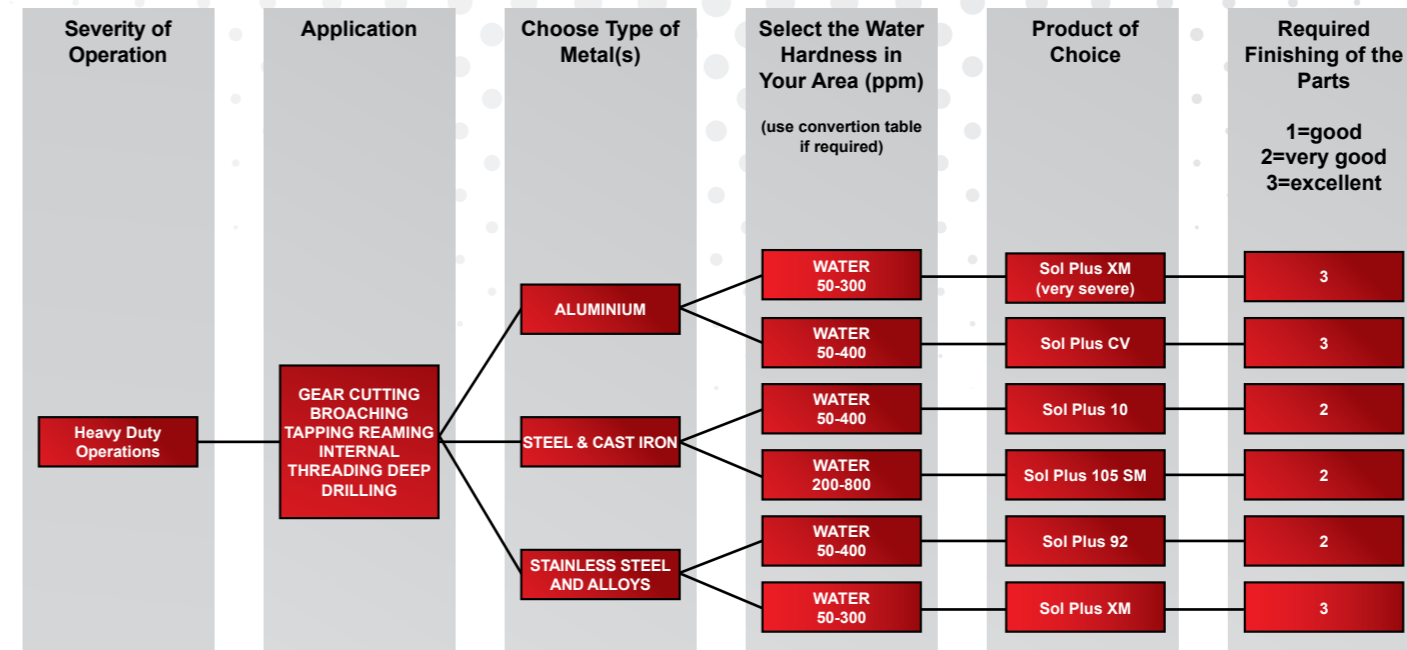 Severity of
Operation
Application
Choose Type of
Metal(s)
Select the Water
Hardness in
Your Area (ppm)
(use convertion table
if required)
Product of
Choice
Required
Finishing of the
Parts
1=good
2=very good
3=excellent
Heavy Duty
Operations
GEAR CUTTING
BROACHING
TAPPING REAMING
INTERNAL
THREADING DEEP
DRILLING
ALUMINIUM
WATER
50-300
Sol Plus XM
(very severe)
3
WATER
50-400
Sol Plus CV
3
STEEL & CAST IRON
WATER
50-400
Sol Plus 10
2
WATER
200-800
Sol Plus 105 SM
2
STAINLESS STEEL
AND ALLOYS
WATER
50-400
Sol Plus 92
2
WATER
50-300
Sol Plus XM
3